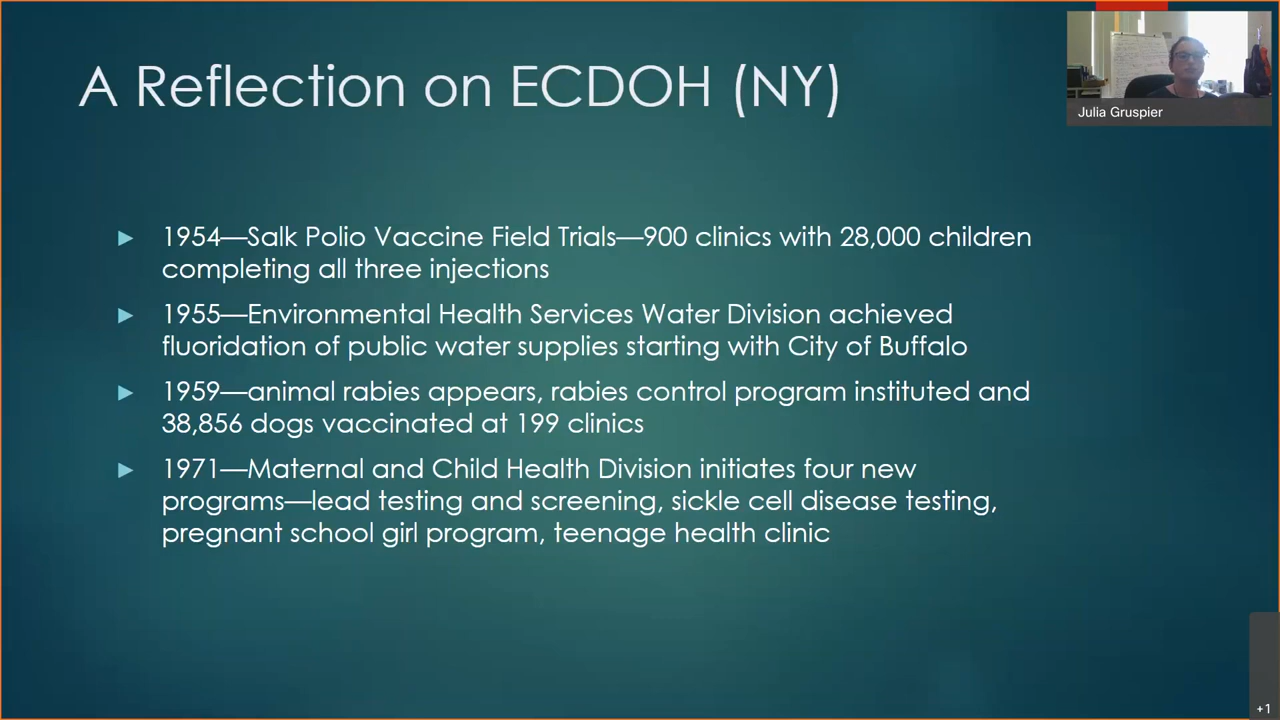 A Reflection on ECDOH (NY)
Julia Gruspier
1954—Salk Polio Vaccine Field Trials—900 clinics with 28,000 children
completing all three injections
1955—Environmental Health Services Water Division achieved
fluoridation of public water supplies starting with City of Buffalo
1959—animal rabies appears, rabies control program instituted and
38,856 dogs vaccinated at 199 clinics
1971—Maternal and Child Health Division initiates four new
programs—lead testing and screening, sickle cell disease testing,
pregnant school girl program, teenage health clinic
+1